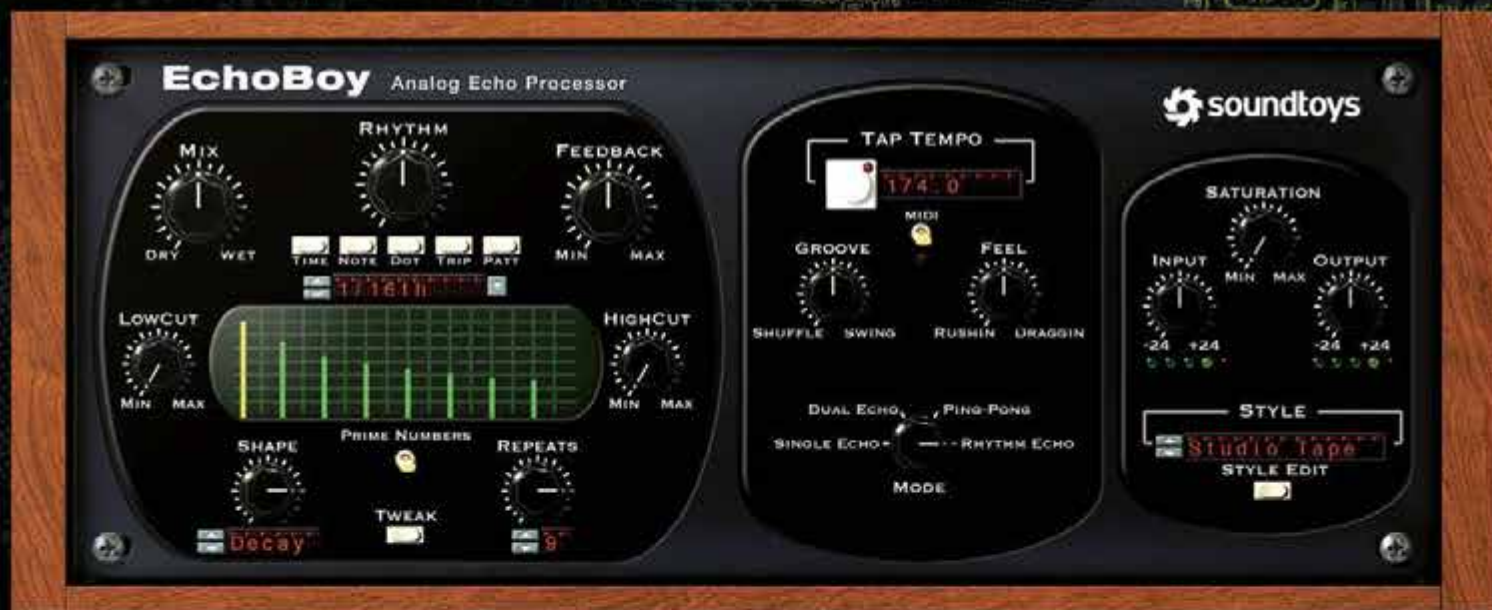 EchoBoy Analog Echo Processor
soundtoys
MIX
RHYTHM
FEEDBACK
DRY WET
MIN MAX
TIME NOTE DOT TRIP PATT
1/16th
LOWCUT
HIGHCUT
MIN MAX
MIN MAX
PRIME NUMBERS
SHAPE
REPEATS
TWEAK
Decay
9
TAP TEMPO
174.0
MIDI
GROOVE
FEEL
SHUFFLE SWING
RUSHIN DRAGGIN
DUAL ECHO PING-PONG
SINGLE ECHO RHYTHM ECHO
MODE
SATURATION
INPUT
MIN MAX
OUTPUT
-24 +24
-24 +24
STYLE
Studio Tape
STYLE EDIT